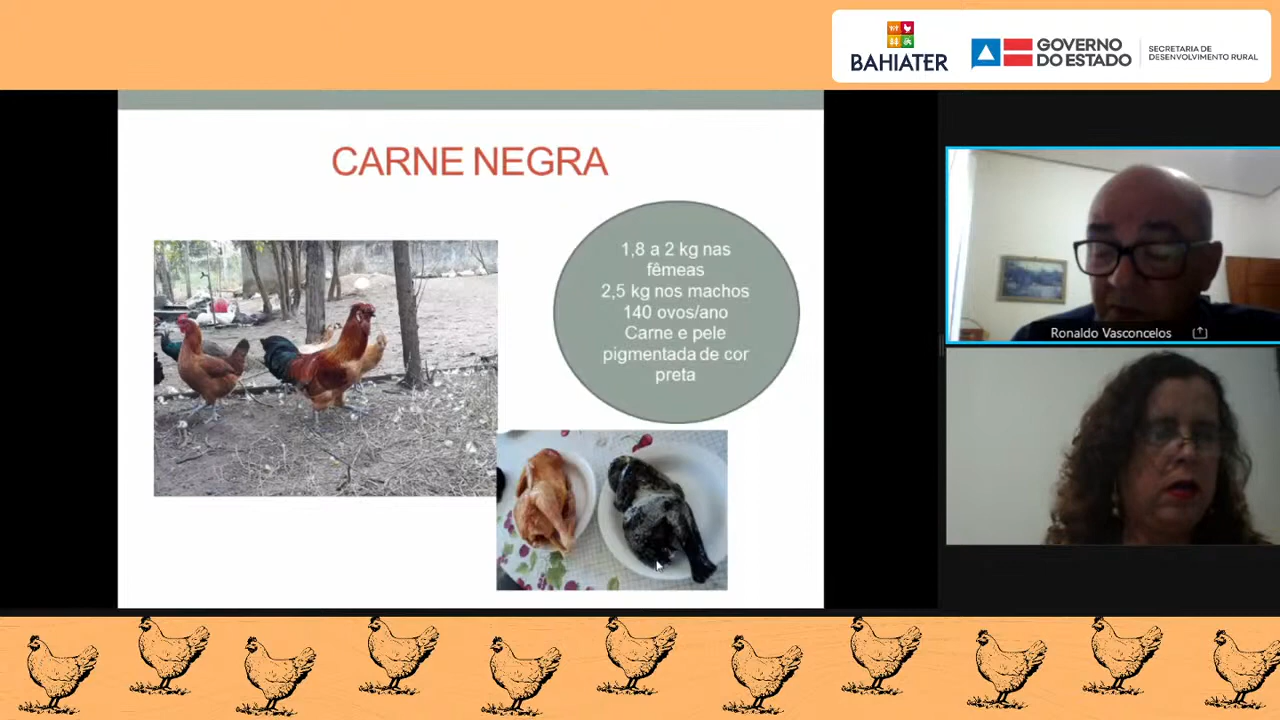 BAHIATER
GOVERNO
DO ESTADO
SECRETARIA DE
DESENVOLVIMENTO RURAL
CARNE NEGRA
1,8 a 2 kg nas
fêmeas
2,5 kg nos machos
140 ovos/ano
Carne e pele
pigmentada de cor
preta
Ronaldo Vasconcelos